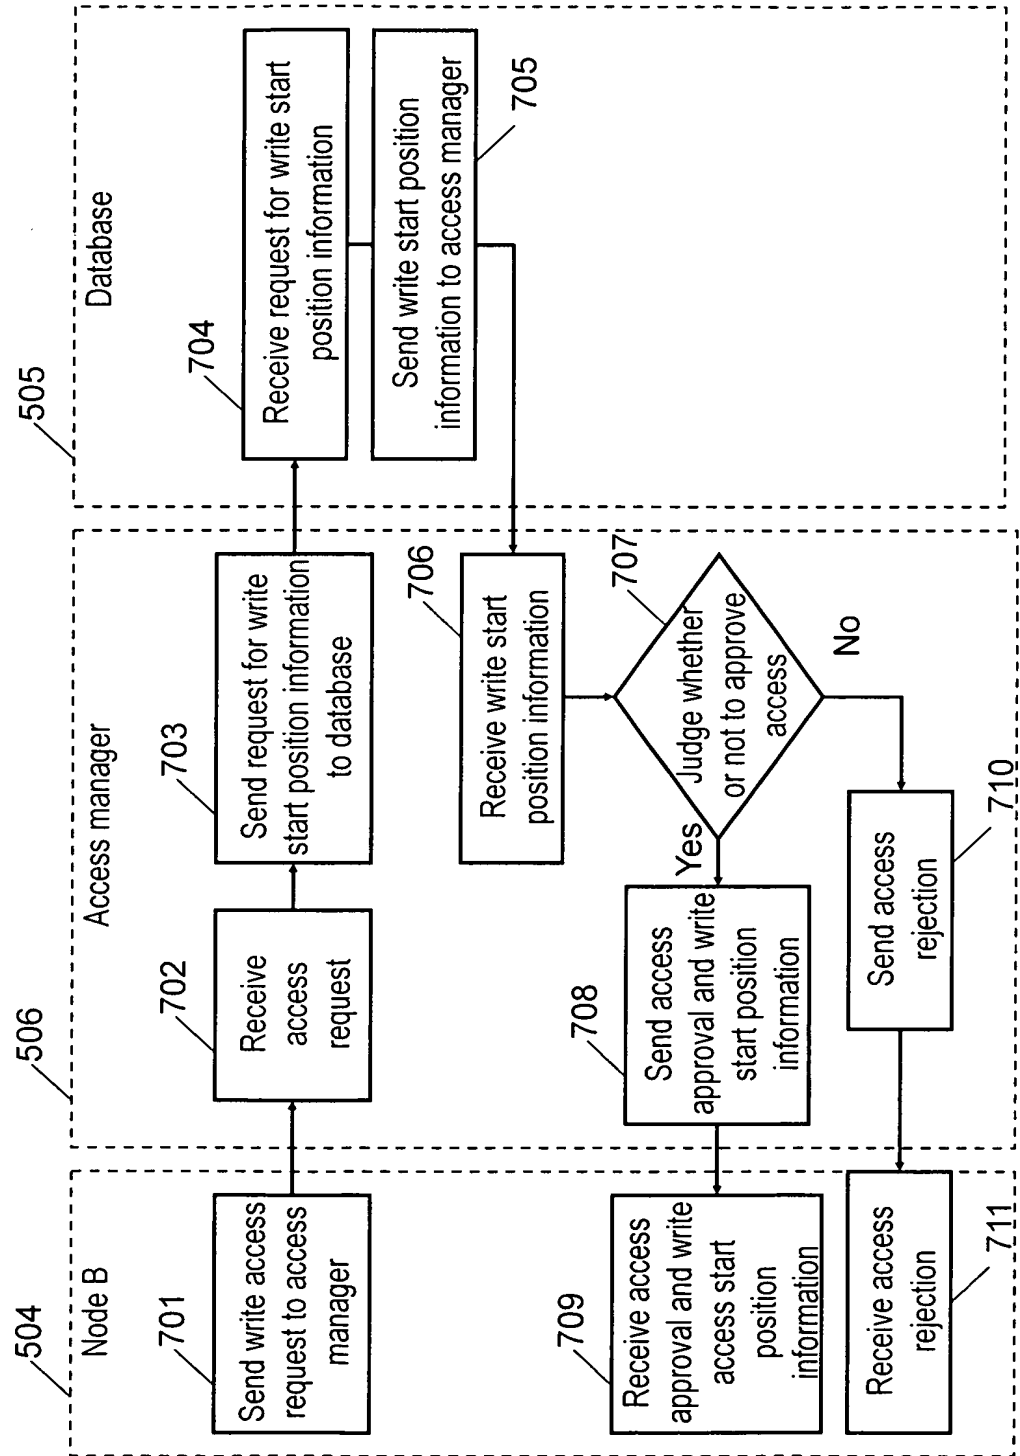 504
Node B
701
Send write access
request to access
manager
709
Receive access
approval and write
access start
position
information
Receive access
rejection
711
506
Access manager
702
Receive
access
request
703
Send request for write
start position information
to database
706
Receive write start
position information
707
Judge whether
or not to approve
access
Yes
No
708
Send access
approval and write
start position
information
Send access
rejection
710
505
Database
704
Receive request for write start
position information
Send write start position
information to access manager
705